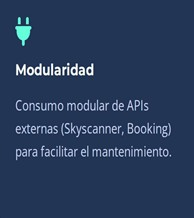 Modularidad
Consumo modular de APIs
externas (Skyscanner, Booking)
para facilitar el mantenimiento.